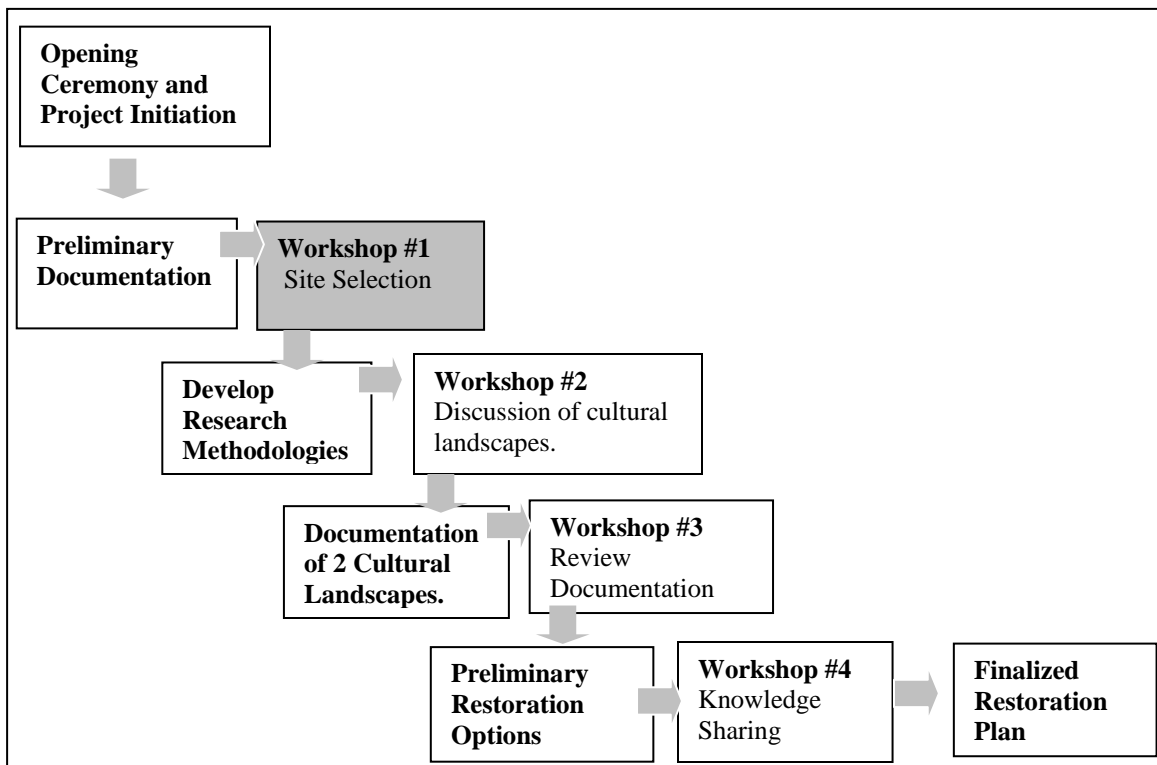 Opening
Ceremony and
Project Initiation
Preliminary
Documentation
Workshop #1
Site Selection
Develop
Research
Methodologies
Workshop #2
Discussion of cultural
landscapes.
Documentation
of 2 Cultural
Landscapes.
Workshop #3
Review
Documentation
Preliminary
Restoration
Options
Workshop #4
Knowledge
Sharing
Finalized
Restoration
Plan